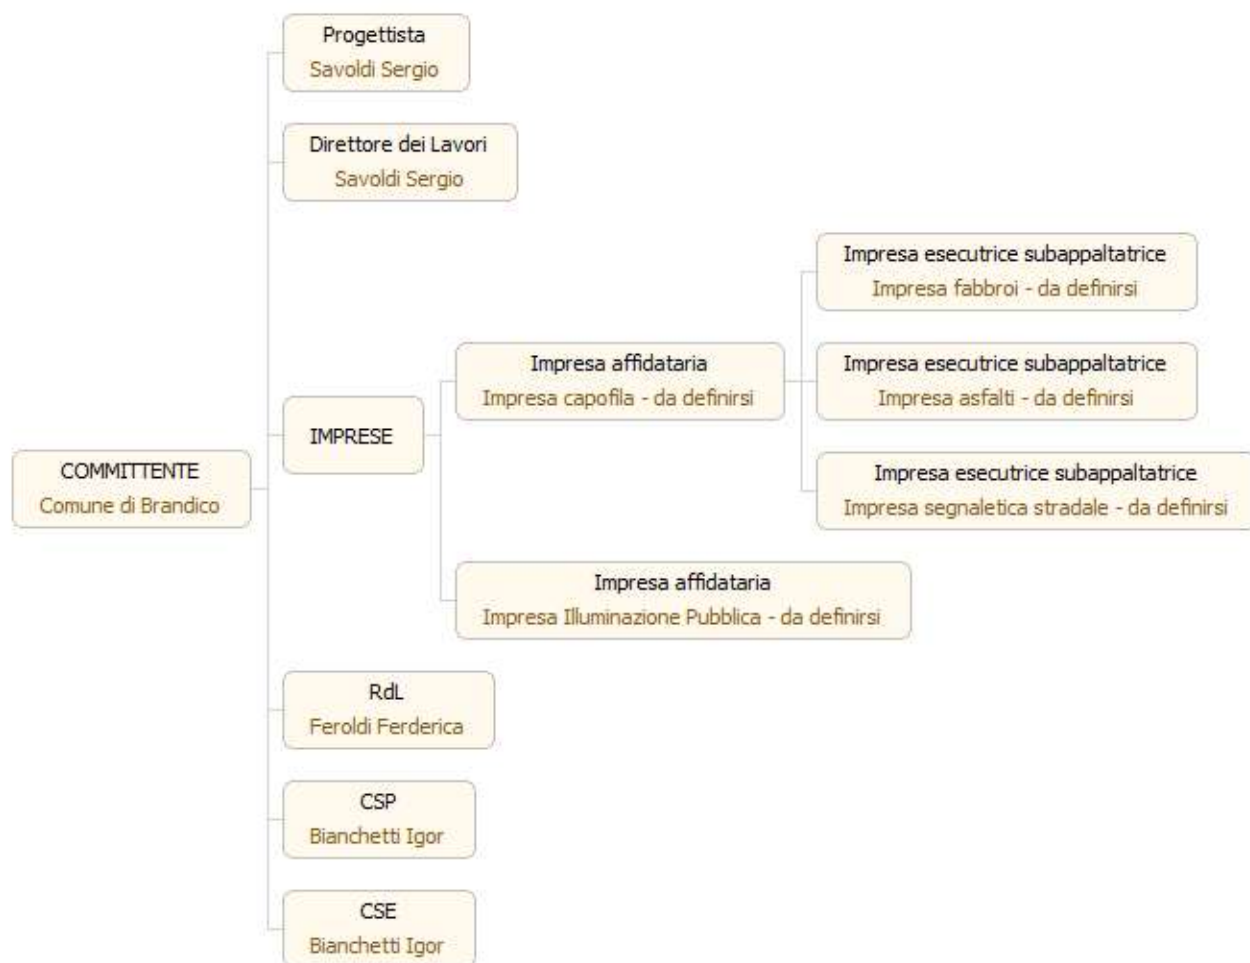 Progettista
Savoldi Sergio
Direttore dei Lavori
Savoldi Sergio
Impresa esecutrice subappaltatrice
Impresa fabbroi - da definirsi
Impresa affidataria
Impresa capofila - da definirsi
Impresa esecutrice subappaltatrice
Impresa asfalti - da definirsi
IMPRESE
COMMITTENTE
Comune di Brandico
Impresa esecutrice subappaltatrice
Impresa segnaletica stradale - da definirsi
Impresa affidataria
Impresa Illuminazione Pubblica - da definirsi
RdL
Feroldi Ferderica
CSP
Bianchetti Igor
CSE
Bianchetti Igor